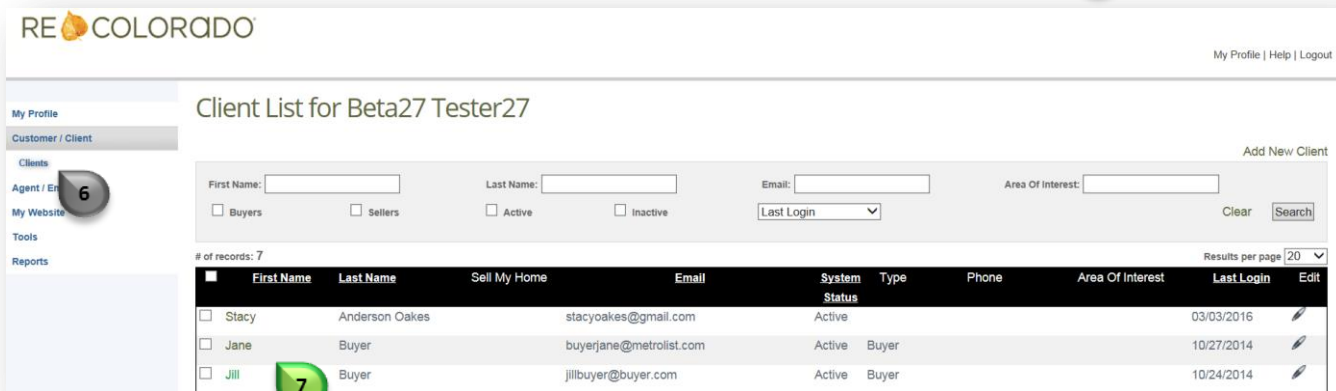 RE COLORADO
My Profile | Help | Logout
My Profile
Customer / Client
Clients
Agent / En
My Website
Tools
Reports
6
Client List for Beta27 Tester27
Add New Client
First Name: Last Name: Email: Area Of Interest:
Buyers Sellers Active Inactive Last Login Clear Search
# of records: 7 Results per page 20
First Name Last Name Sell My Home Email System Status Type Phone Area Of Interest Last Login Edit
Stacy Anderson Oakes stacyoakes@gmail.com Active 03/03/2016
Jane Buyer buyerjane@metrolist.com Active Buyer 10/27/2014
Jill Buyer jillbuyer@buyer.com Active Buyer 10/24/2014
7